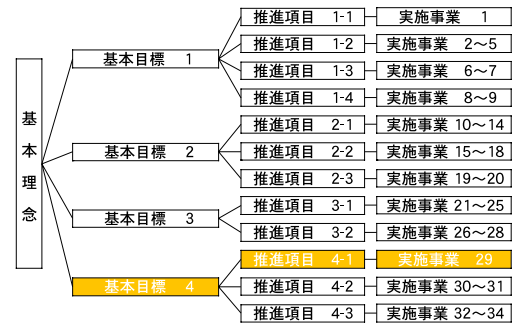 基本理念
基本目標　1
推進項目　1-1　実施事業　1
推進項目　1-2　実施事業　2～5
推進項目　1-3　実施事業　6～7
推進項目　1-4　実施事業　8～9
基本目標　2
推進項目　2-1　実施事業 10～14
推進項目　2-2　実施事業 15～18
推進項目　2-3　実施事業 19～20
基本目標　3
推進項目　3-1　実施事業 21～25
推進項目　3-2　実施事業 26～28
基本目標　4
推進項目　4-1　実施事業　29
推進項目　4-2　実施事業 30～31
推進項目　4-3　実施事業 32～34